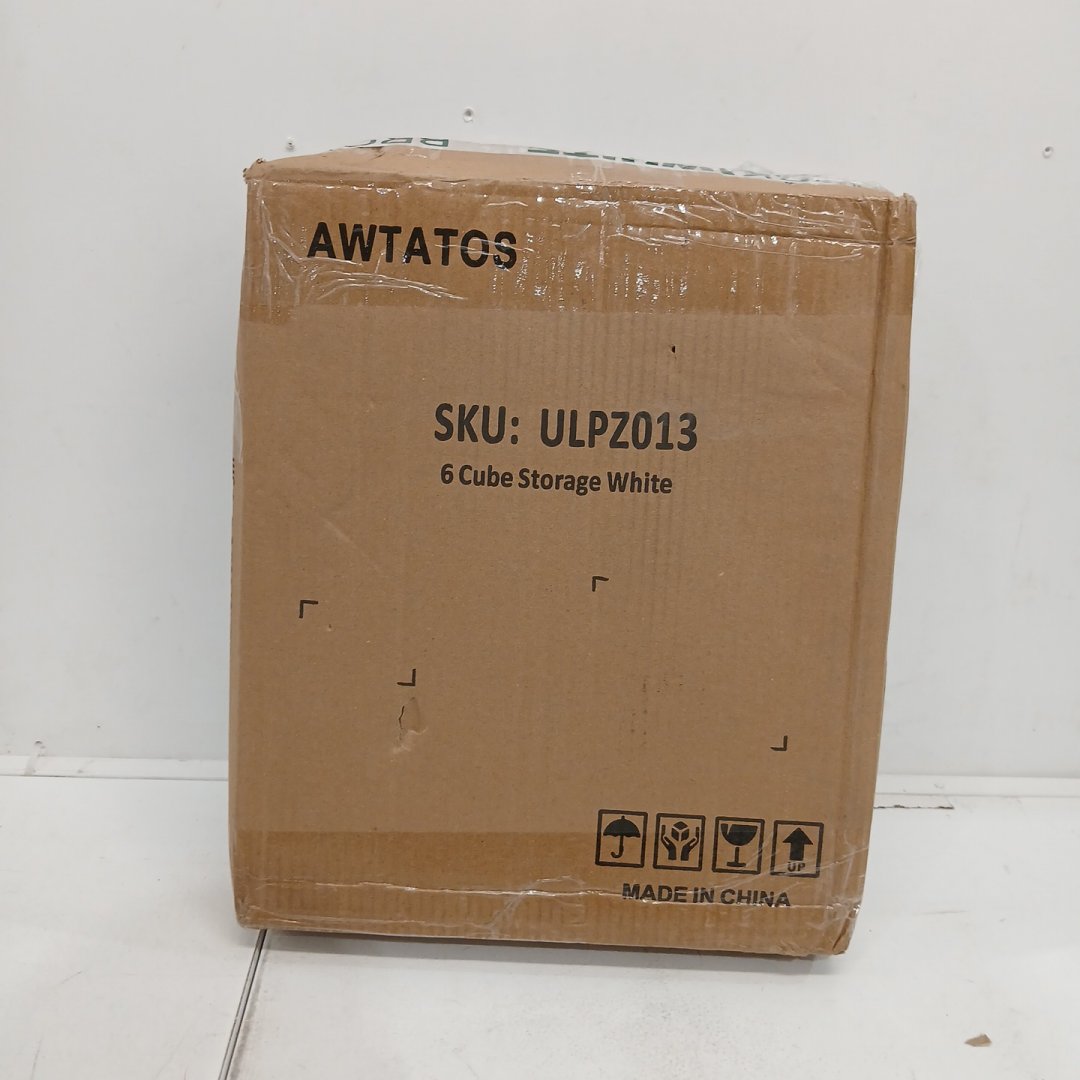 AWTATOS
SKU: ULPZ013
6 Cube Storage White
UP
MADE IN CHINA